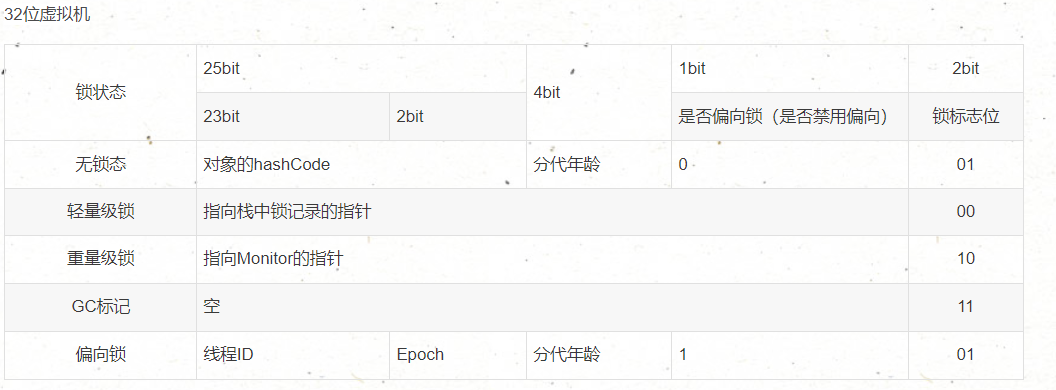 32位虚拟机
锁状态 25bit 4bit 1bit 2bit
23bit 2bit 是否偏向锁（是否禁用偏向） 锁标志位
无锁态 对象的hashCode 分代年龄 0 01
轻量级锁 指向栈中锁记录的指针 00
重量级锁 指向Monitor的指针 10
GC标记 空 11
偏向锁 线程ID Epoch 分代年龄 1 01